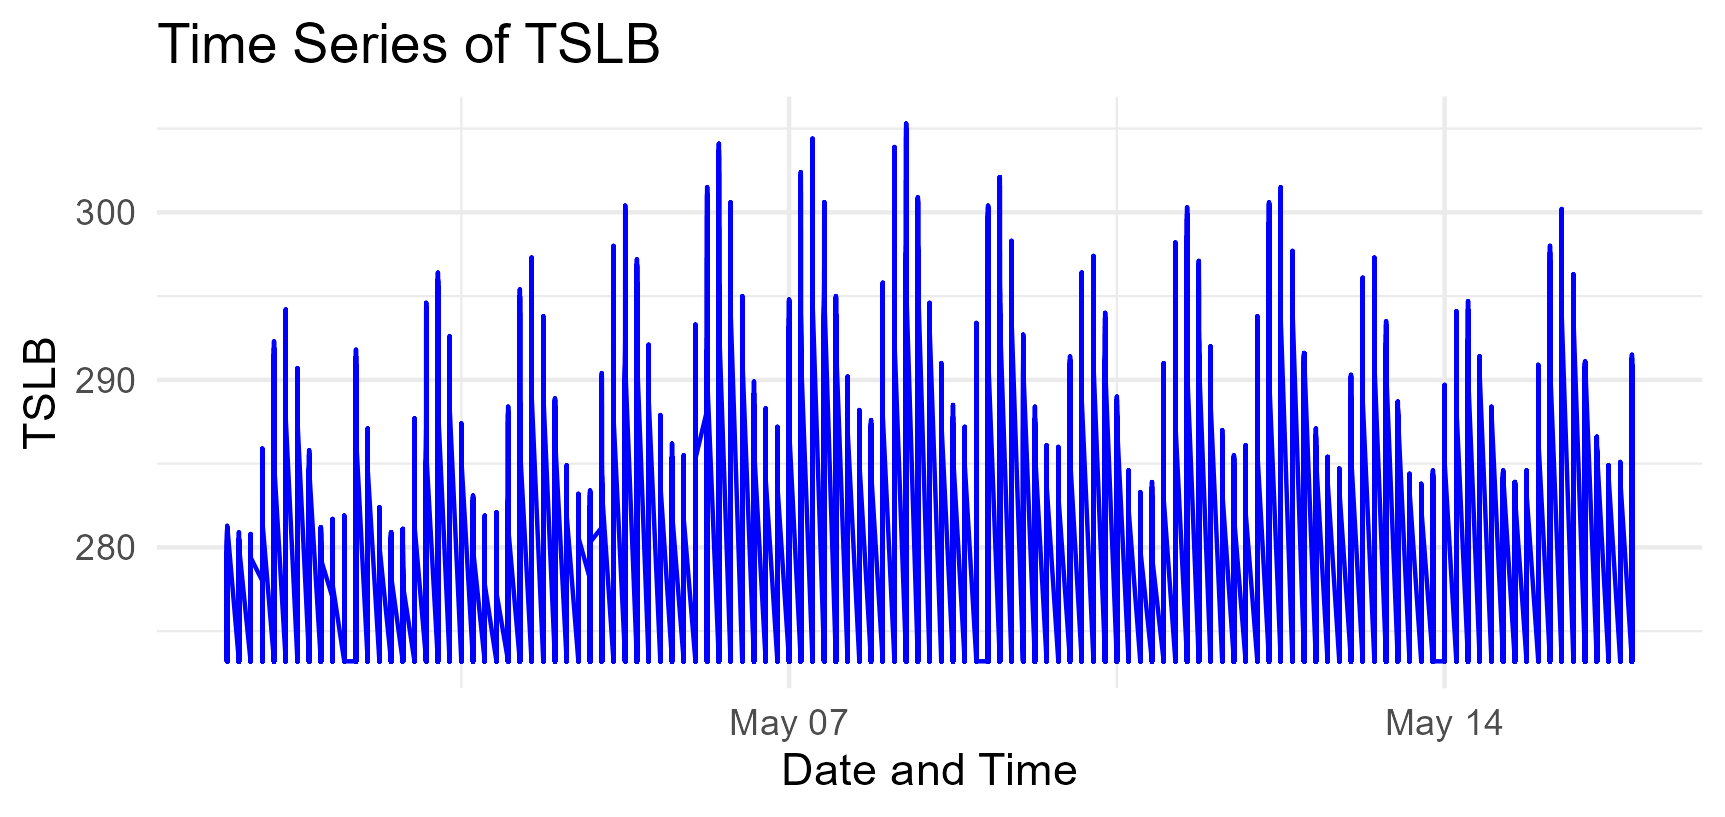 Time Series of TSLB
300
290
280
TSLB
May 07
May 14
Date and Time